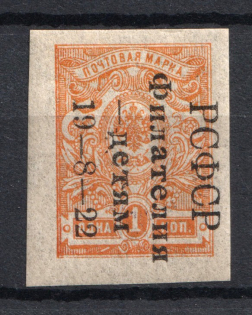 РСФСР
Филателия
— детям
19–8–22
ПОЧТОВАЯ МАРКА
1